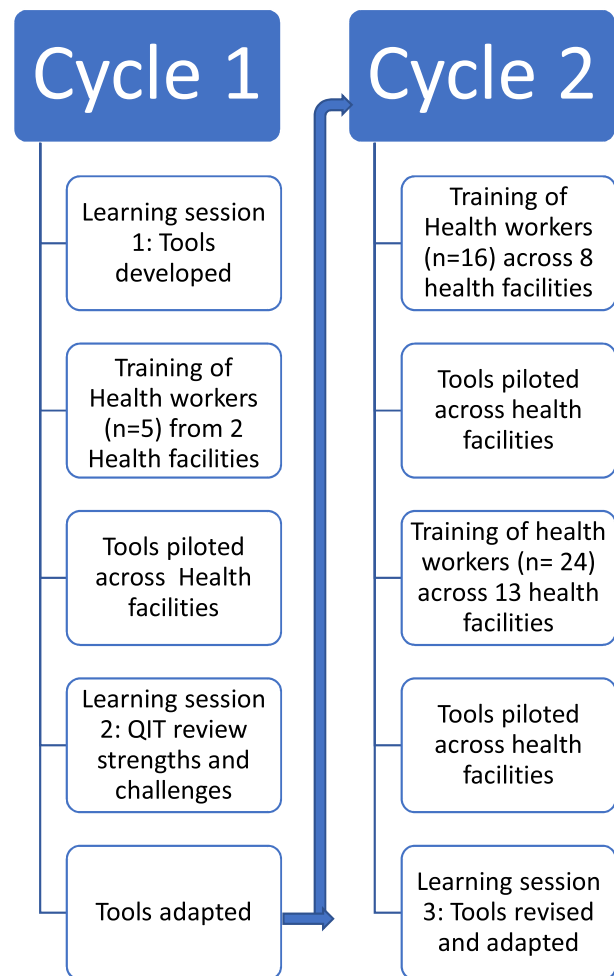 Cycle 1
Learning session
1: Tools
developed
Training of
Health workers
(n=5) from 2
Health facilities
Tools piloted
across Health
facilities
Learning session
2: QIT review
strengths and
challenges
Tools adapted
Cycle 2
Training of
Health workers
(n=16) across 8
health facilities
Tools piloted
across health
facilities
Training of health
workers (n= 24)
across 13 health
facilities
Tools piloted
across health
facilities
Learning session
3: Tools revised
and adapted